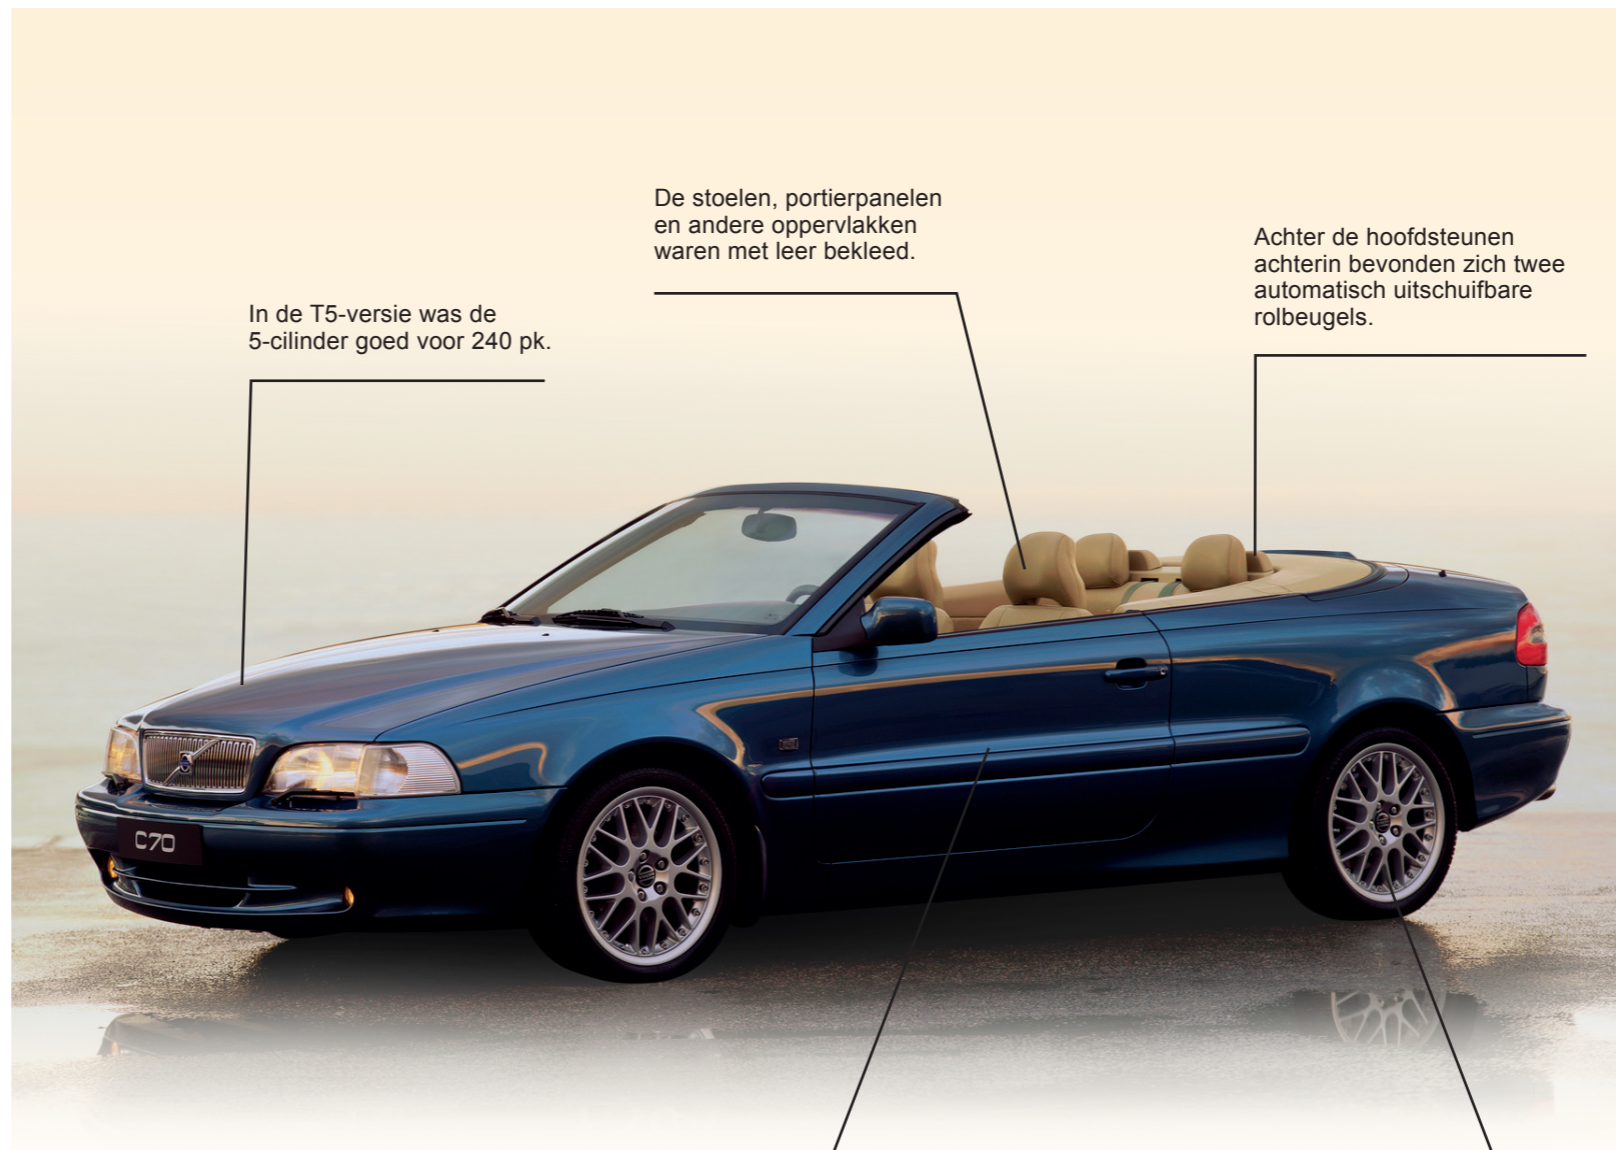 De stoelen, portierpanelen
en andere oppervlakken
waren met leer bekleed.
Achter de hoofdsteunen
achterin bevonden zich twee
automatisch uitschuifbare
rolbeugels.
In de T5-versie was de
5-cilinder goed voor 240 pk.
C70